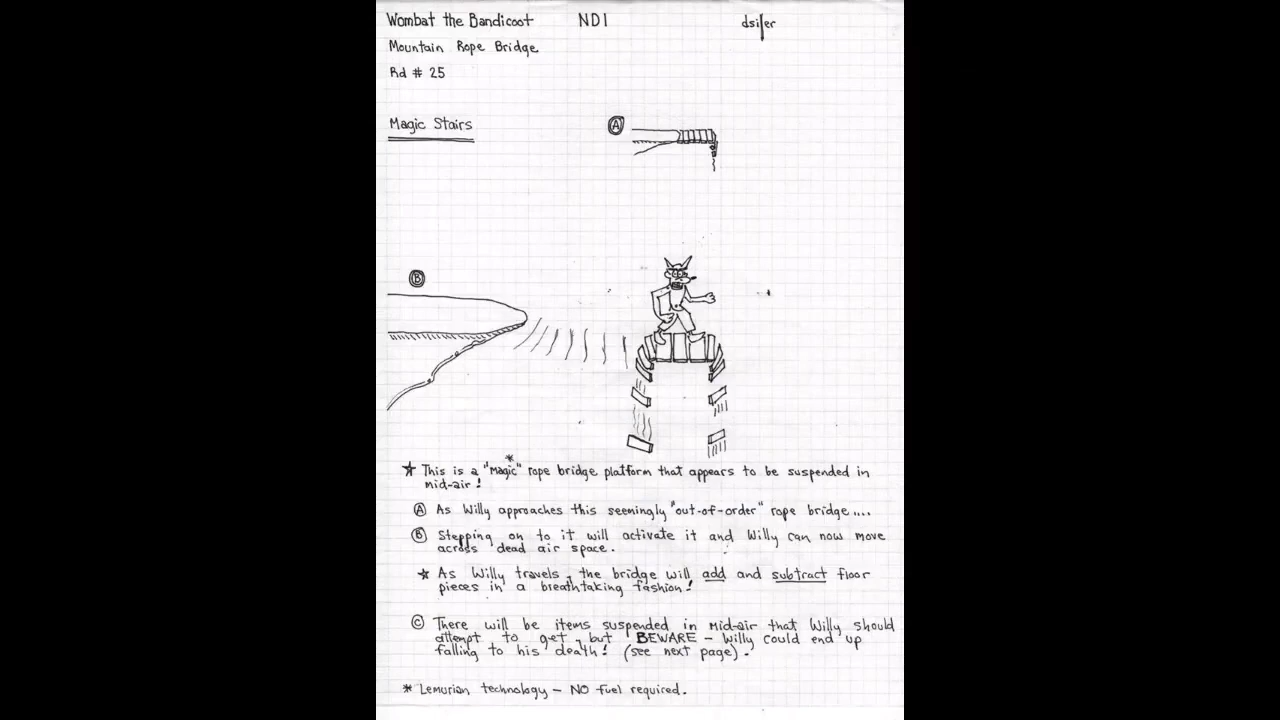 Wombat the Bandicoot NDI dsiler
Mountain Rope Bridge
Rd # 25
Magic Stairs
A
B
★ This is a "Magic*" rope bridge platform that appears to be suspended in
mid-air!
Ⓐ As Willy approaches this seemingly "out-of-order" rope bridge....
Ⓑ Stepping on to it will activate it and Willy can now move
across dead air space.
★ As Willy travels, the bridge will add and subtract floor
pieces in a breathtaking fashion!
Ⓒ There will be items suspended in Mid-air that Willy should
attempt to get, but BEWARE – Willy could end up
falling to his death! (see next page).
* Lemurian technology – NO fuel required.